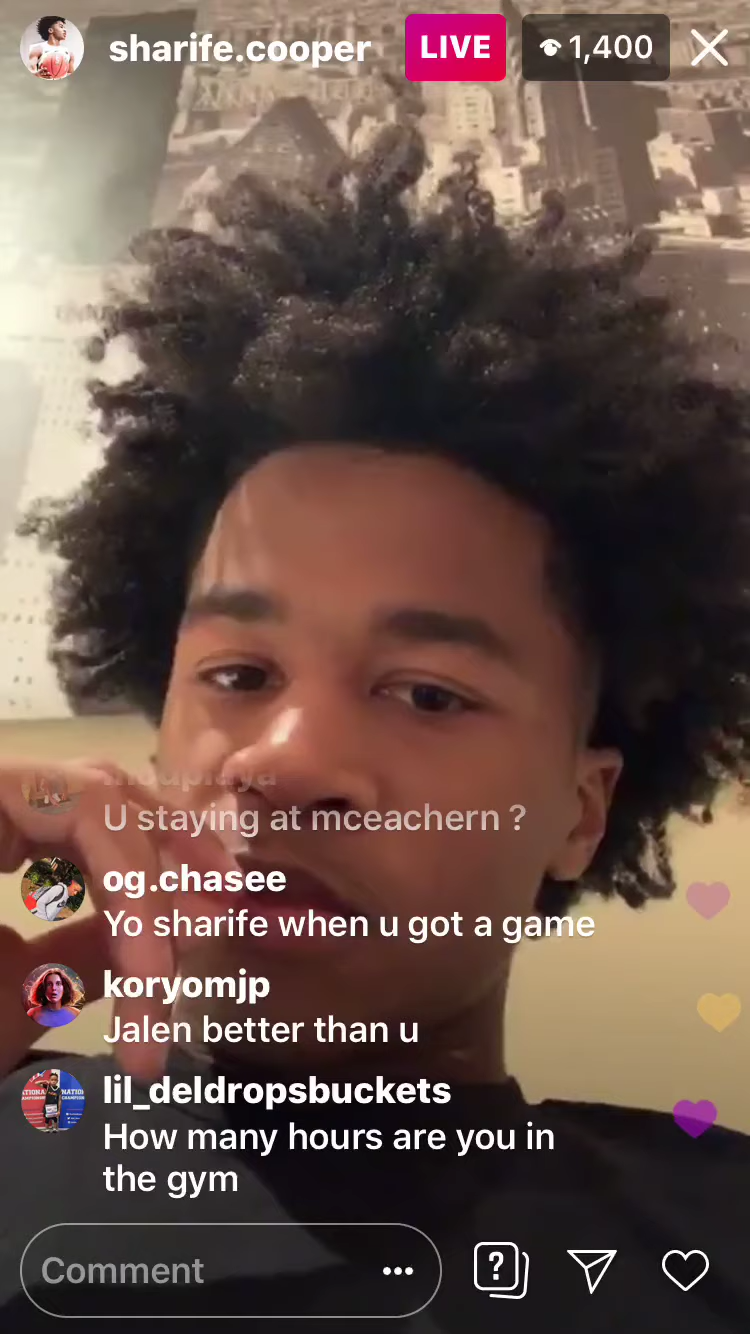 sharife.cooper
LIVE
1,400
U staying at mceachern ?
og.chasee
Yo sharife when u got a game
koryomjp
Jalen better than u
lil_deldropsbuckets
How many hours are you in
the gym
Comment
?